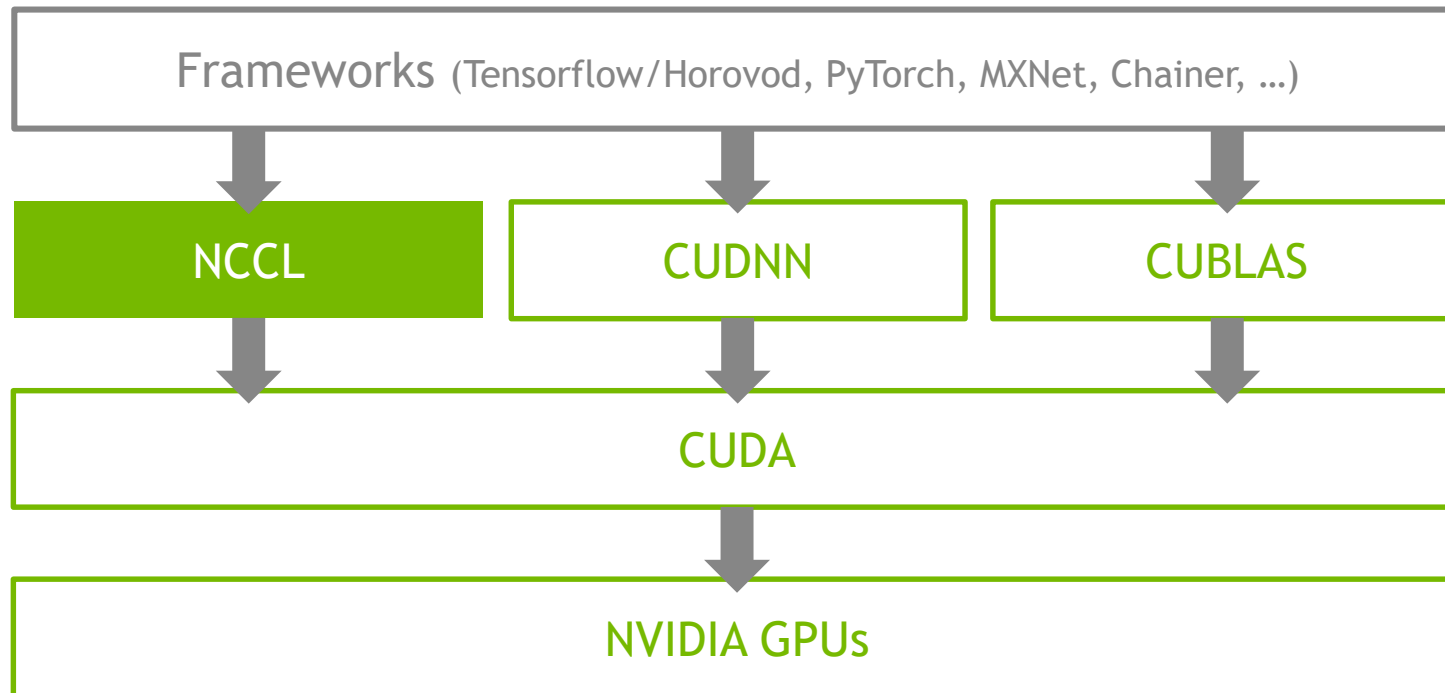 Frameworks (Tensorflow/Horovod, PyTorch, MXNet, Chainer, …)
NCCL
CUDNN
CUBLAS
CUDA
NVIDIA GPUs